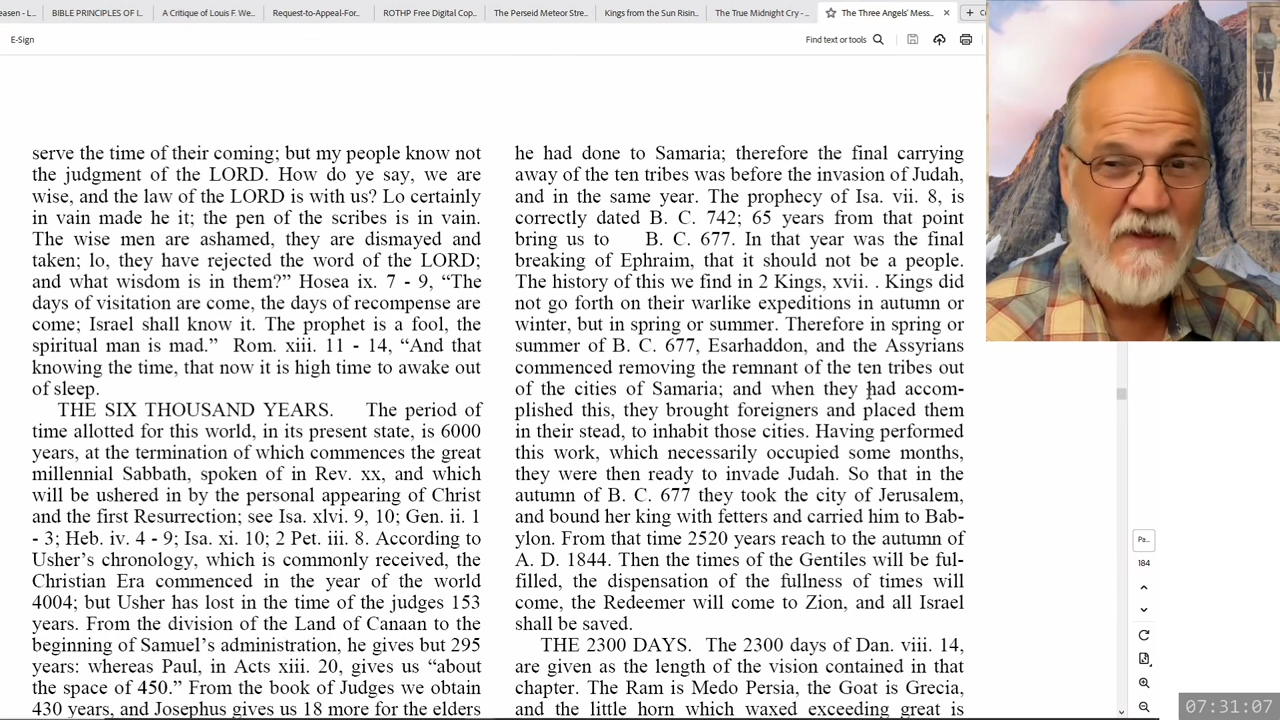 easen - L...
BIBLE PRINCIPLES OF I...
A Critique of Louis F. We...
Request-to-Appeal-For...
ROTHP Free Digital Cop...
The Perseid Meteor Stre...
Kings from the Sun Risin...
The True Midnight Cry - ...
The Three Angels' Mess...
E-Sign
Find text or tools
serve the time of their coming; but my people know not
the judgment of the LORD. How do ye say, we are
wise, and the law of the LORD is with us? Lo certainly
in vain made he it; the pen of the scribes is in vain.
The wise men are ashamed, they are dismayed and
taken; lo, they have rejected the word of the LORD;
and what wisdom is in them?” Hosea ix. 7 - 9, “The
days of visitation are come, the days of recompense are
come; Israel shall know it. The prophet is a fool, the
spiritual man is mad.” Rom. xiii. 11 - 14, “And that
knowing the time, that now it is high time to awake out
of sleep.
THE SIX THOUSAND YEARS. The period of
time allotted for this world, in its present state, is 6000
years, at the termination of which commences the great
millennial Sabbath, spoken of in Rev. xx, and which
will be ushered in by the personal appearing of Christ
and the first Resurrection; see Isa. xlvi. 9, 10; Gen. ii. 1
- 3; Heb. iv. 4 - 9; Isa. xi. 10; 2 Pet. iii. 8. According to
Usher’s chronology, which is commonly received, the
Christian Era commenced in the year of the world
4004; but Usher has lost in the time of the judges 153
years. From the division of the Land of Canaan to the
beginning of Samuel’s administration, he gives but 295
years: whereas Paul, in Acts xiii. 20, gives us “about
the space of 450.” From the book of Judges we obtain
430 years, and Josephus gives us 18 more for the elders
he had done to Samaria; therefore the final carrying
away of the ten tribes was before the invasion of Judah,
and in the same year. The prophecy of Isa. vii. 8, is
correctly dated B. C. 742; 65 years from that point
bring us to B. C. 677. In that year was the final
breaking of Ephraim, that it should not be a people.
The history of this we find in 2 Kings, xvii. . Kings did
not go forth on their warlike expeditions in autumn or
winter, but in spring or summer. Therefore in spring or
summer of B. C. 677, Esarhaddon, and the Assyrians
commenced removing the remnant of the ten tribes out
of the cities of Samaria; and when they had accom-
plished this, they brought foreigners and placed them
in their stead, to inhabit those cities. Having performed
this work, which necessarily occupied some months,
they were then ready to invade Judah. So that in the
autumn of B. C. 677 they took the city of Jerusalem,
and bound her king with fetters and carried him to Bab-
ylon. From that time 2520 years reach to the autumn of
A. D. 1844. Then the times of the Gentiles will be ful-
filled, the dispensation of the fullness of times will
come, the Redeemer will come to Zion, and all Israel
shall be saved.
THE 2300 DAYS. The 2300 days of Dan. viii. 14,
are given as the length of the vision contained in that
chapter. The Ram is Medo Persia, the Goat is Grecia,
and the little horn which waxed exceeding great is
Pa...
184
07:31:07